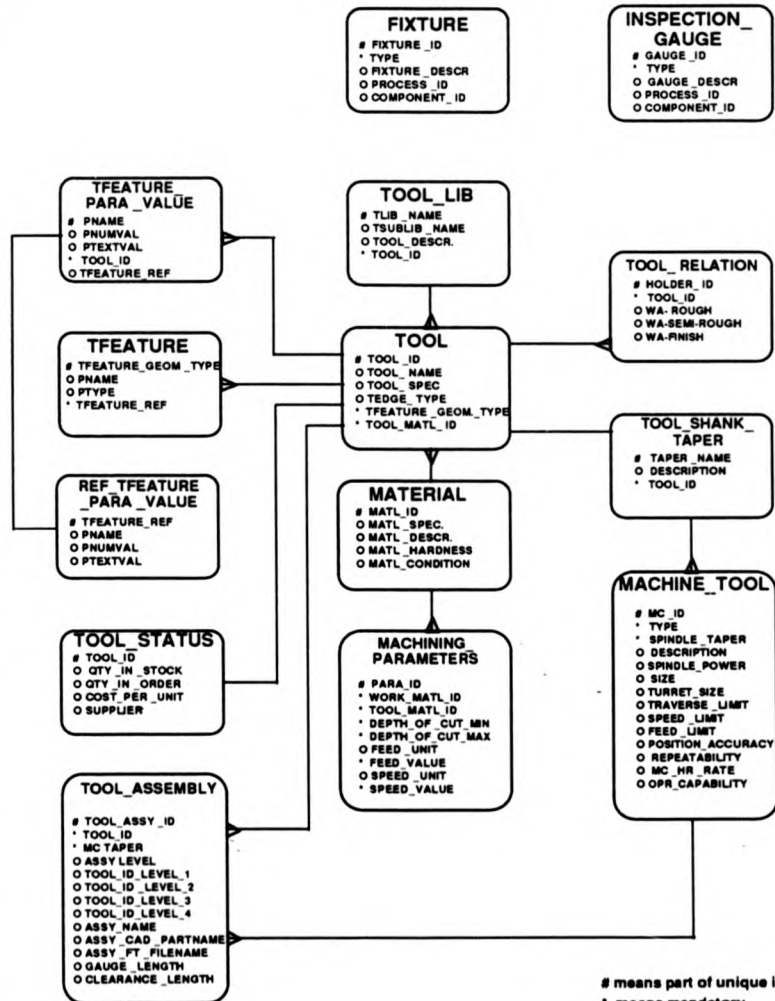 FIXTURE
# FIXTURE_ID
* TYPE
O FIXTURE_DESCR
O PROCESS_ID
O COMPONENT_ID
INSPECTION_
GAUGE
# GAUGE_ID
* TYPE
O GAUGE_DESCR
O PROCESS_ID
O COMPONENT_ID
TFEATURE_
PARA_VALUE
# PNAME
O PNUMVAL
O PTEXTVAL
* TOOL_ID
O TFEATURE_REF
TOOL_LIB
# TLIB_NAME
O TSUBLIB_NAME
O TOOL_DESCR.
* TOOL_ID
TOOL_RELATION
# HOLDER_ID
* TOOL_ID
O WA-ROUGH
O WA-SEMI-ROUGH
O WA-FINISH
TFEATURE
# TFEATURE_GEOM_TYPE
O PNAME
O PTYPE
* TFEATURE_REF
TOOL
# TOOL_ID
O TOOL_NAME
O TOOL_SPEC
O TEDGE_TYPE
* TFEATURE_GEOM_TYPE
* TOOL_MATL_ID
TOOL_SHANK_
TAPER
# TAPER_NAME
O DESCRIPTION
* TOOL_ID
REF_TFEATURE
_PARA_VALUE
# TFEATURE_REF
O PNAME
O PNUMVAL
O PTEXTVAL
MATERIAL
# MATL_ID
O MATL_SPEC.
O MATL_DESCR.
O MATL_HARDNESS
O MATL_CONDITION
MACHINE_TOOL
# MC_ID
* TYPE
* SPINDLE_TAPER
O DESCRIPTION
O SPINDLE_POWER
O SIZE
O TURRET_SIZE
O TRAVERSE_LIMIT
O SPEED_LIMIT
O FEED_LIMIT
O POSITION_ACCURACY
O REPEATABILITY
O MC_HR_RATE
O OPR_CAPABILITY
TOOL_STATUS
# TOOL_ID
O QTY_IN_STOCK
O QTY_IN_ORDER
O COST_PER_UNIT
O SUPPLIER
MACHINING_
PARAMETERS
# PARA_ID
* WORK_MATL_ID
* TOOL_MATL_ID
* DEPTH_OF_CUT_MIN
* DEPTH_OF_CUT_MAX
O FEED_UNIT
* FEED_VALUE
O SPEED_UNIT
* SPEED_VALUE
TOOL_ASSEMBLY
# TOOL_ASSY_ID
* TOOL_ID
* MC TAPER
O ASSY LEVEL
O TOOL_ID_LEVEL_1
O TOOL_ID_LEVEL_2
O TOOL_ID_LEVEL_3
O TOOL_ID_LEVEL_4
O ASSY_NAME
O ASSY_CAD_PARTNAME
O ASSY_FT_FILENAME
O GAUGE_LENGTH
O CLEARANCE_LENGTH
# means part of unique
* means mandatory